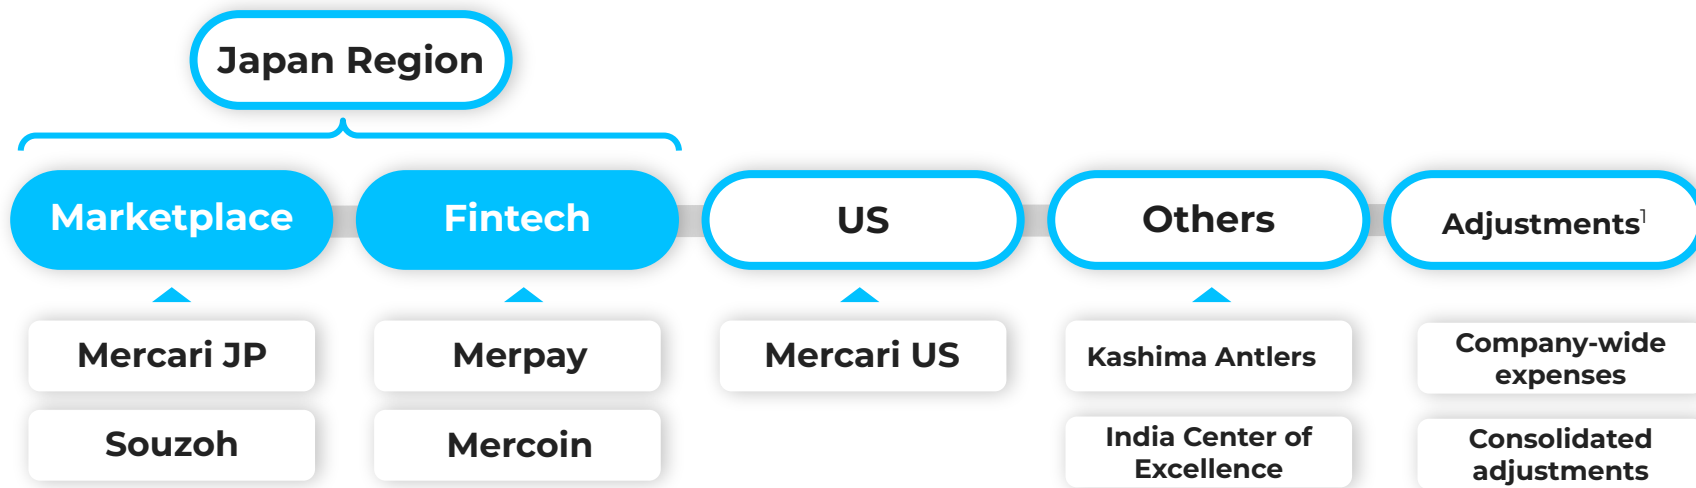 Japan Region
Marketplace
Fintech
US
Others
Adjustments1
Mercari JP
Merpay
Mercari US
Kashima Antlers
Company-wide
expenses
Souzoh
Mercoin
India Center of
Excellence
Consolidated
adjustments